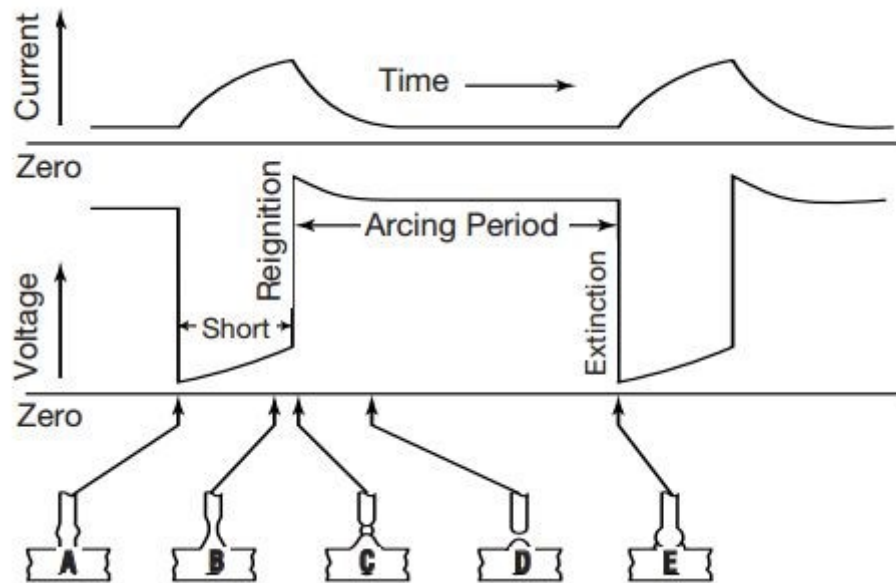 Current
Time
Zero
Reignition
Arcing Period
Voltage
Short
Extinction
Zero
A
B
C
D
E